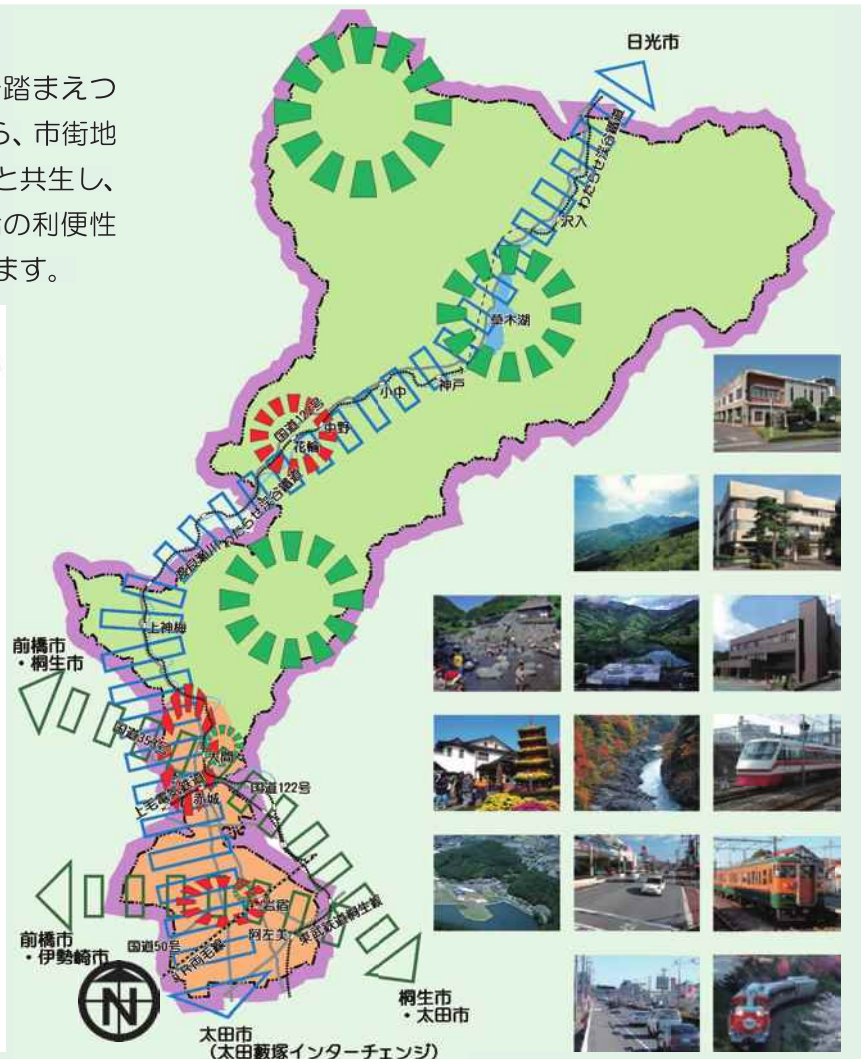 踏まえつ
ら、市街地
と共生し、
の利便性
ます。
日光市
わたらせ渓谷鐵道
沢入
草木湖
神戸
小中
国道122号
中野
花輪
わたらせ渓谷鐵道
渡良瀬川
上神梅
前橋市
・桐生市
国道353号
大間々
上毛電気鉄道
赤城
国道122号
岩宿
東武鉄道桐生線
阿左美
国道50号
JR両毛線
前橋市
・伊勢崎市
N
桐生市
・太田市
太田市
(太田藪塚インターチェンジ)